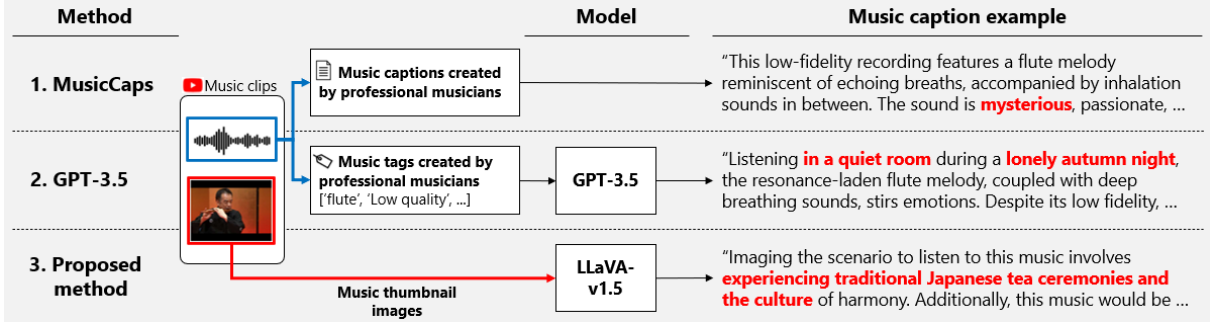 Method
Model
Music caption example
1. MusicCaps
Music clips
Music captions created
by professional musicians
“This low-fidelity recording features a flute melody
reminiscent of echoing breaths, accompanied by inhalation
sounds in between. The sound is mysterious, passionate, ...
2. GPT-3.5
Music tags created by
professional musicians
['flute', 'Low quality', ...]
GPT-3.5
“Listening in a quiet room during a lonely autumn night,
the resonance-laden flute melody, coupled with deep
breathing sounds, stirs emotions. Despite its low fidelity, ...
3. Proposed
method
Music thumbnail
images
LLaVA-
v1.5
“Imaging the scenario to listen to this music involves
experiencing traditional Japanese tea ceremonies and
the culture of harmony. Additionally, this music would be ...